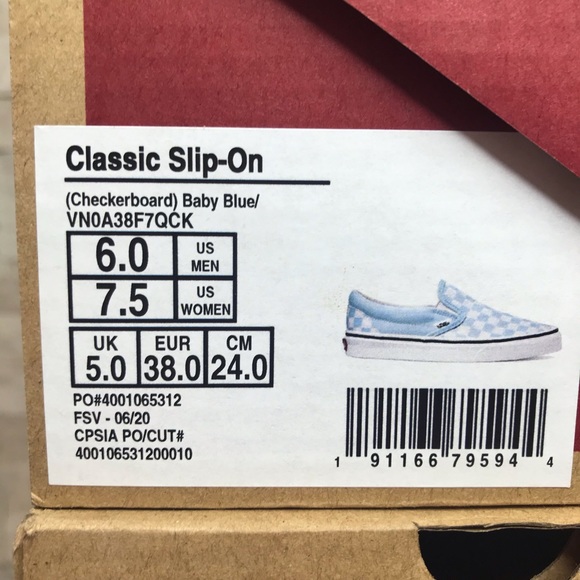 Classic Slip-On
(Checkerboard) Baby Blue/
VN0A38F7QCK
6.0 US MEN
7.5 US WOMEN
UK EUR CM
5.0 38.0 24.0
PO#4001065312
FSV - 06/20
CPSIA PO/CUT#
400106531200010
1 91166 79594 4